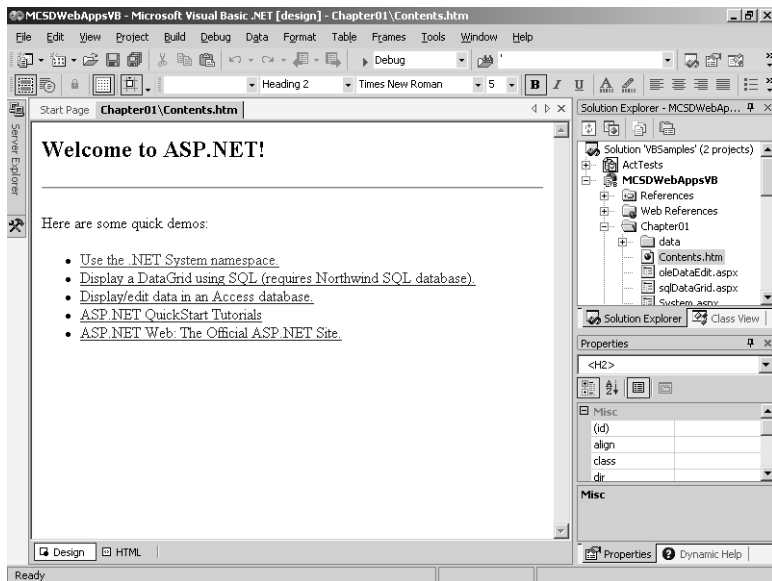 MCSDWebAppsVB - Microsoft Visual Basic .NET [design] - Chapter01\Contents.htm
File Edit View Project Build Debug Data Format Table Frames Tools Window Help
Debug
Heading 2 Times New Roman 5 B I U
Server Explorer
Start Page Chapter01\Contents.htm
Welcome to ASP.NET!
Here are some quick demos:
• Use the .NET System namespace.
• Display a DataGrid using SQL (requires Northwind SQL database).
• Display/edit data in an Access database.
• ASP.NET QuickStart Tutorials
• ASP.NET Web: The Official ASP.NET Site.
Design HTML
Solution Explorer - MCSDWebAp...
Solution 'VBSamples' (2 projects)
ActTests
MCSDWebAppsVB
References
Web References
Chapter01
data
Contents.htm
oleDataEdit.aspx
sqlDataGrid.aspx
System.aspx
Solution Explorer Class View
Properties
<H2>
Misc
(id)
align
class
dir
Misc
Properties Dynamic Help
Ready